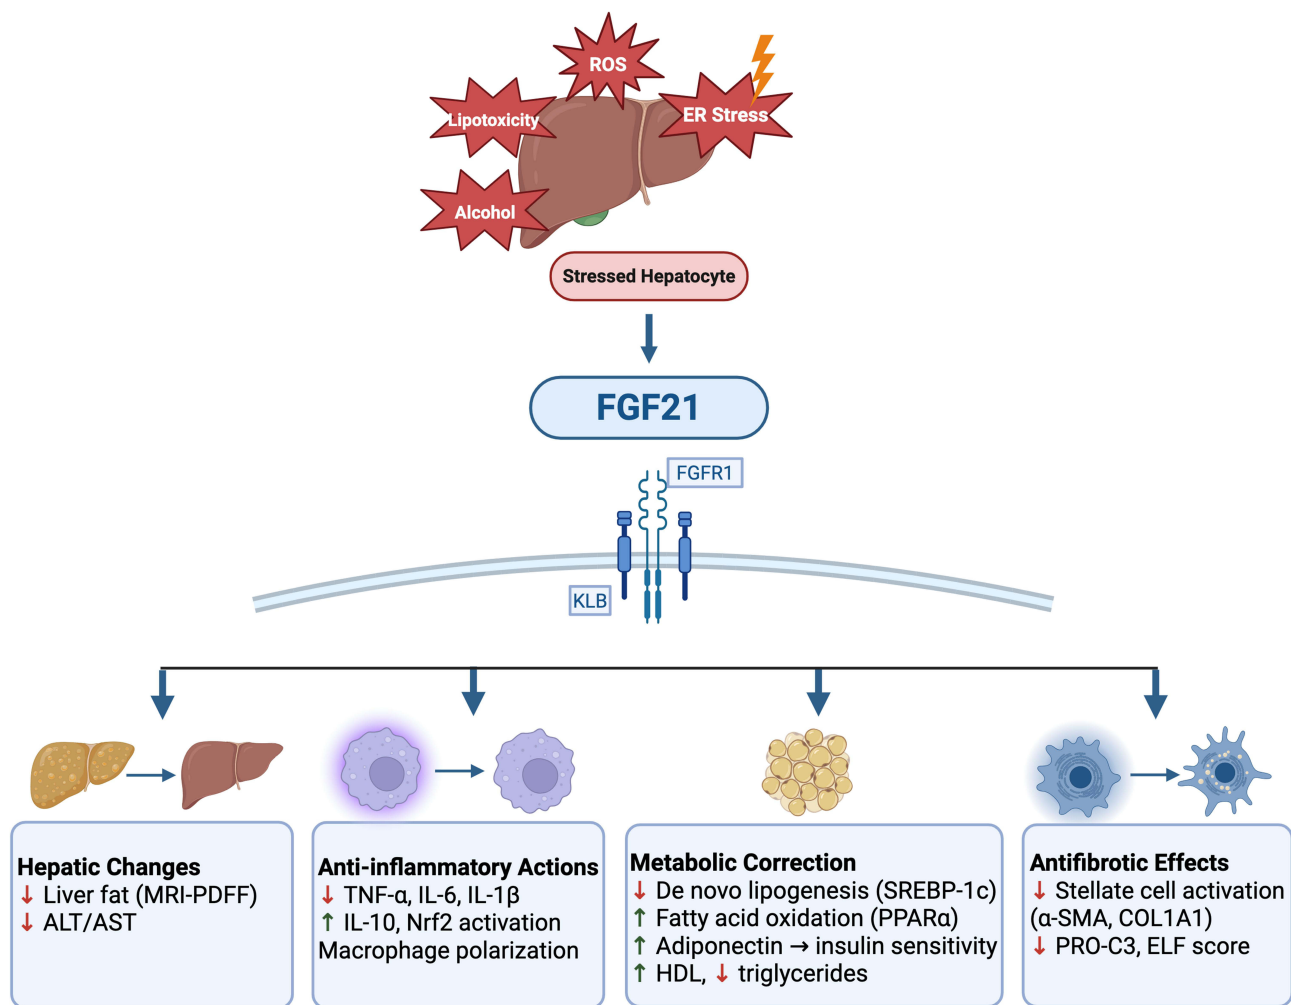 ROS
Lipotoxicity
ER Stress
Alcohol
Stressed Hepatocyte
FGF21
FGFR1
KLB
Hepatic Changes
↓ Liver fat (MRI-PDFF)
↓ ALT/AST
Anti-inflammatory Actions
↓ TNF-α, IL-6, IL-1β
↑ IL-10, Nrf2 activation
Macrophage polarization
Metabolic Correction
↓ De novo lipogenesis (SREBP-1c)
↑ Fatty acid oxidation (PPARα)
↑ Adiponectin → insulin sensitivity
↑ HDL, ↓ triglycerides
Antifibrotic Effects
↓ Stellate cell activation
(α-SMA, COL1A1)
↓ PRO-C3, ELF score